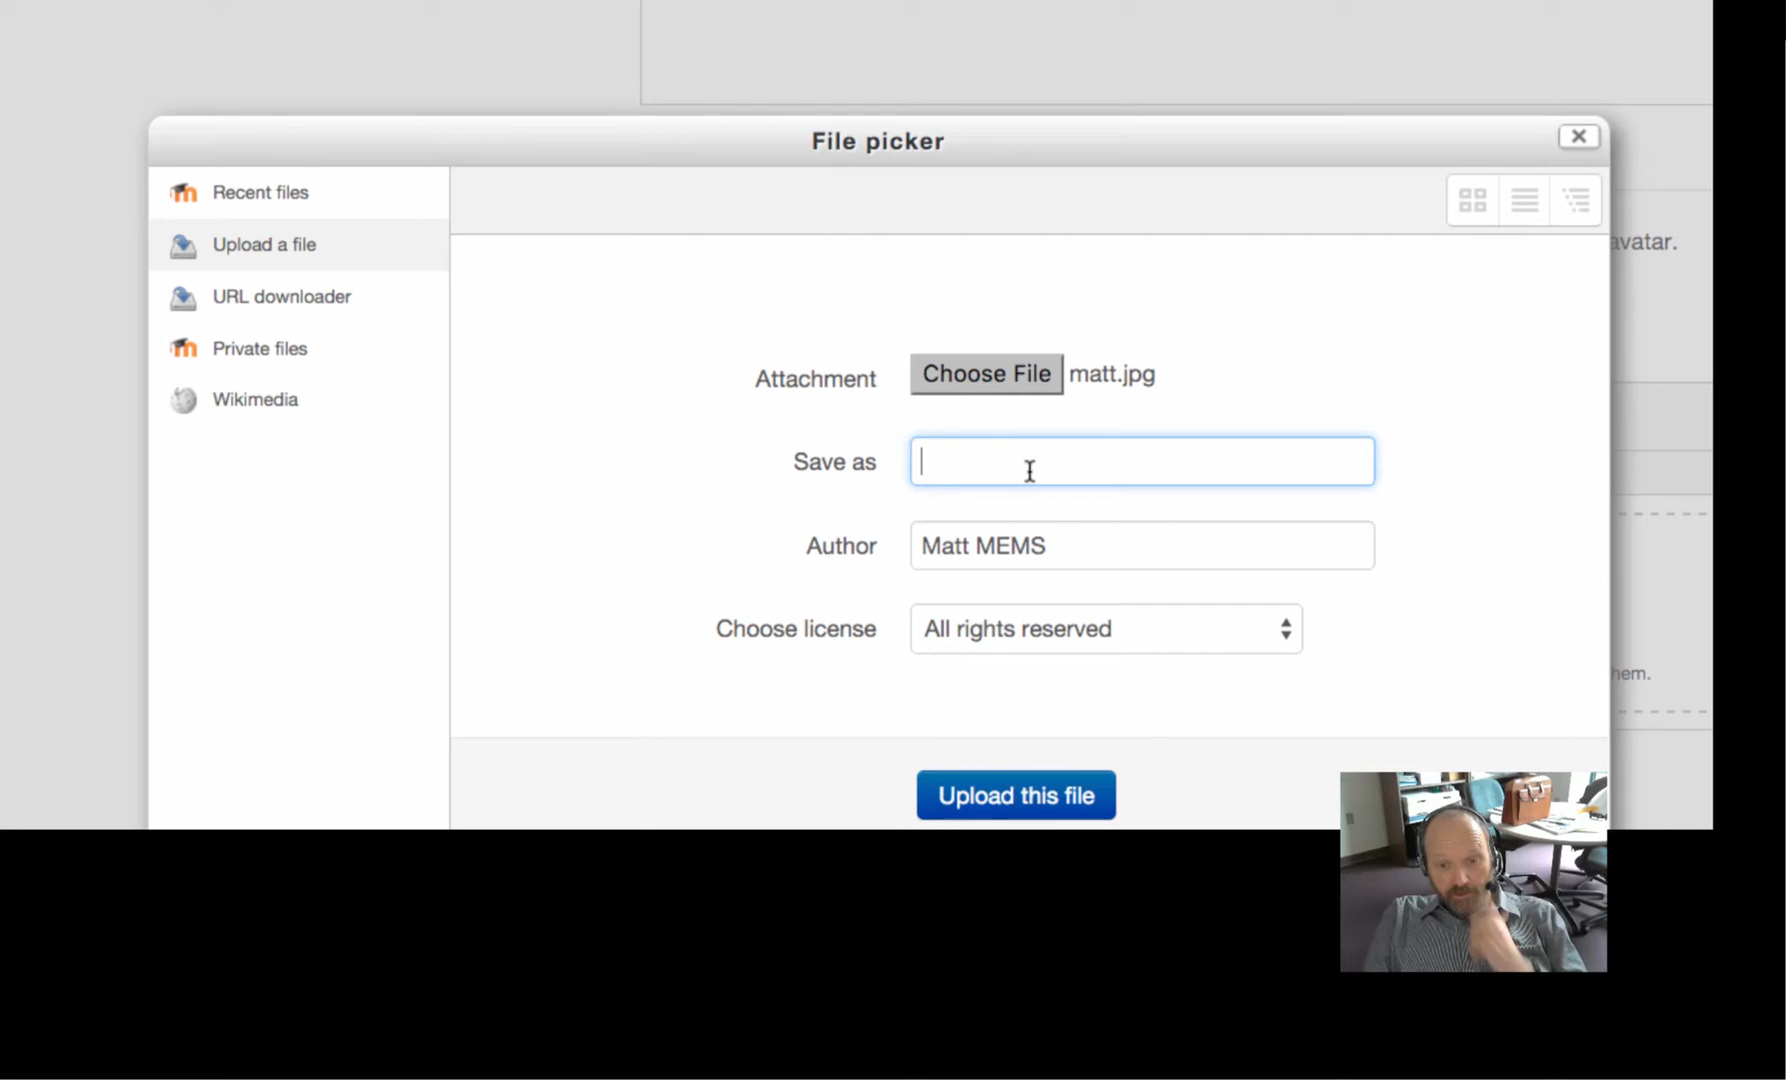 File picker
Recent files
Upload a file
URL downloader
Private files
Wikimedia
avatar.
Attachment
Choose File matt.jpg
Save as
Author
Matt MEMS
Choose license
All rights reserved
hem.
Upload this file